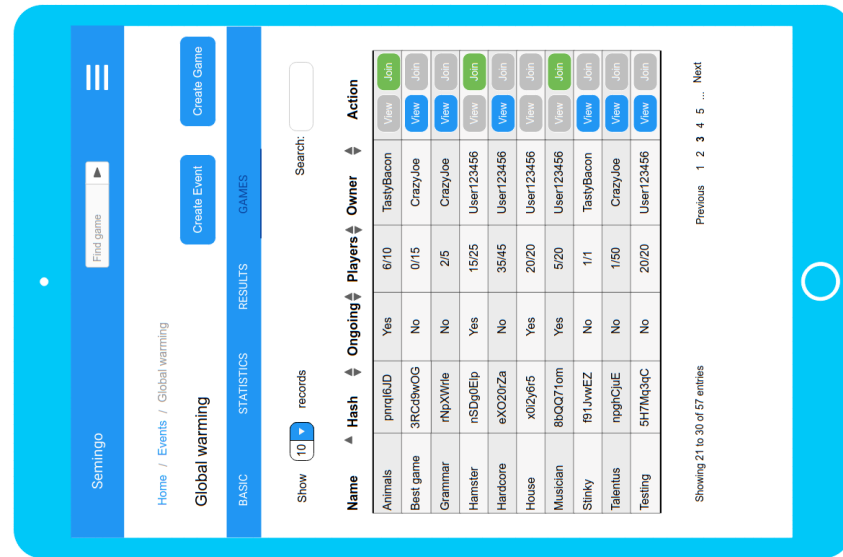 Semingo Find game
Home / Events / Global warming
Global warming Create Event Create Game
BASIC STATISTICS RESULTS GAMES
Show 10 records Search:
Name Hash Ongoing Players Owner Action
Animals pnrqI6JD Yes 6/10 TastyBacon View Join
Best game 3RCd9wOG No 0/15 CrazyJoe View Join
Grammar rNpXWrle No 2/5 CrazyJoe View Join
Hamster nSDg0Elp Yes 15/25 User123456 View Join
Hardcore eXO20rZa No 35/45 User123456 View Join
House x0i2y6r5 Yes 20/20 User123456 View Join
Musician 8bQQ71om Yes 5/20 User123456 View Join
Stinky f91JvwEZ No 1/1 TastyBacon View Join
Talentus npghCjuE No 1/50 CrazyJoe View Join
Testing 5H7Mq3qC No 20/20 User123456 View Join
Showing 21 to 30 of 57 entries Previous 1 2 3 4 5 ... Next